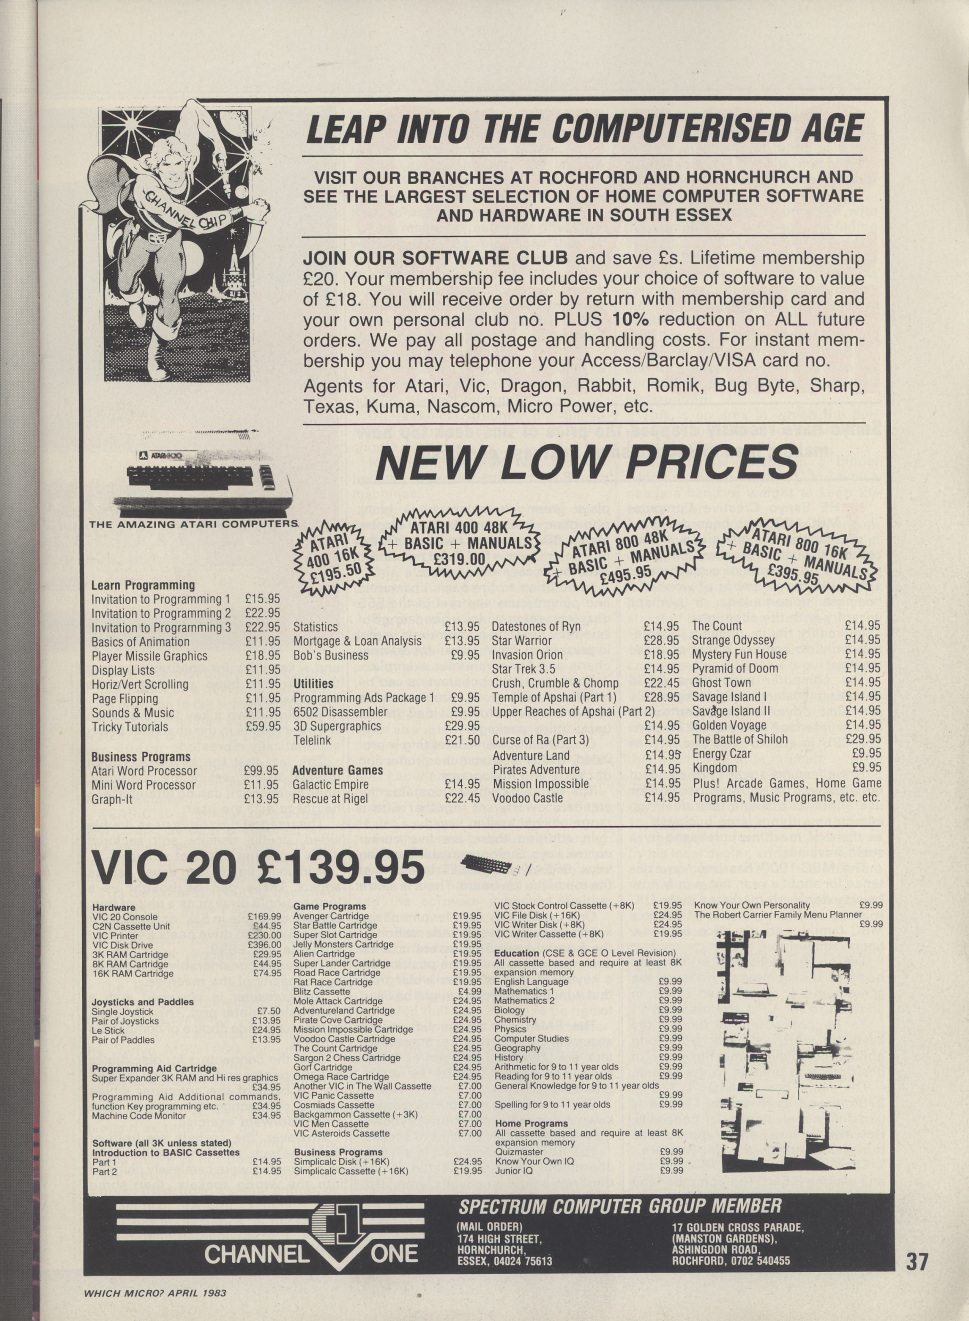 LEAP INTO THE COMPUTERISED AGE
CHANNEL CHIP
VISIT OUR BRANCHES AT ROCHFORD AND HORNCHURCH AND
SEE THE LARGEST SELECTION OF HOME COMPUTER SOFTWARE
AND HARDWARE IN SOUTH ESSEX
JOIN OUR SOFTWARE CLUB and save £s. Lifetime membership
£20. Your membership fee includes your choice of software to value
of £18. You will receive order by return with membership card and
your own personal club no. PLUS 10% reduction on ALL future
orders. We pay all postage and handling costs. For instant mem-
bership you may telephone your Access/Barclay/VISA card no.
Agents for Atari, Vic, Dragon, Rabbit, Romik, Bug Byte, Sharp,
Texas, Kuma, Nascom, Micro Power, etc.
THE AMAZING ATARI COMPUTERS
NEW LOW PRICES
ATARI
400 16K
£195.50
ATARI 400 48K
+ BASIC + MANUALS
£319.00
ATARI 800 48K
+ BASIC + MANUALS
£495.95
ATARI 800 16K
+ BASIC + MANUALS
£395.95
Learn Programming
Invitation to Programming 1 £15.95
Invitation to Programming 2 £22.95
Invitation to Programming 3 £22.95
Basics of Animation £11.95
Player Missile Graphics £18.95
Display Lists £11.95
Horiz/Vert Scrolling £11.95
Page Flipping £11.95
Sounds & Music £11.95
Tricky Tutorials £59.95
Business Programs
Atari Word Processor £99.95
Mini Word Processor £11.95
Graph-It £13.95
Statistics £13.95
Mortgage & Loan Analysis £13.95
Bob's Business £9.95
Utilities
Programming Ads Package 1 £9.95
6502 Disassembler £9.95
3D Supergraphics £29.95
Telelink £21.50
Adventure Games
Galactic Empire £14.95
Rescue at Rigel £22.45
Datestones of Ryn £14.95
Star Warrior £28.95
Invasion Orion £18.95
Star Trek 3.5 £14.95
Crush, Crumble & Chomp £22.45
Temple of Apshai (Part 1) £28.95
Upper Reaches of Apshai (Part 2)
£14.95
Curse of Ra (Part 3) £14.95
Adventure Land £14.95
Pirates Adventure £14.95
Mission Impossible £14.95
Voodoo Castle £14.95
The Count £14.95
Strange Odyssey £14.95
Mystery Fun House £14.95
Pyramid of Doom £14.95
Ghost Town £14.95
Savage Island I £14.95
Savage Island II £14.95
Golden Voyage £14.95
The Battle of Shiloh £29.95
Energy Czar £9.95
Kingdom £9.95
Plus! Arcade Games, Home Game
Programs, Music Programs, etc. etc.
VIC 20 £139.95
Hardware
VIC 20 Console £169.99
C2N Cassette Unit £44.95
VIC Printer £230.00
VIC Disk Drive £396.00
3K RAM Cartridge £29.95
8K RAM Cartridge £44.95
16K RAM Cartridge £74.95
Joysticks and Paddles
Single Joystick £7.50
Pair of Joysticks £13.95
Le Stick £24.95
Pair of Paddles £13.95
Programming Aid Cartridge
Super Expander 3K RAM and Hi res graphics
£34.95
Programming Aid Additional commands,
function Key programming etc. £34.95
Machine Code Monitor £34.95
Software (all 3K unless stated)
Introduction to BASIC Cassettes
Part 1 £14.95
Part 2 £14.95
Game Programs
Avenger Cartridge £19.95
Star Battle Cartridge £19.95
Super Slot Cartridge £19.95
Jelly Monsters Cartridge £19.95
Alien Cartridge £19.95
Super Lander Cartridge £19.95
Road Race Cartridge £19.95
Rat Race Cartridge £19.95
Blitz Cassette £4.99
Mole Attack Cartridge £24.95
Adventureland Cartridge £24.95
Pirate Cove Cartridge £24.95
Mission Impossible Cartridge £24.95
Voodoo Castle Cartridge £24.95
The Count Cartridge £24.95
Sargon 2 Chess Cartridge £24.95
Gorf Cartridge £24.95
Omega Race Cartridge £24.95
Another VIC in The Wall Cassette £7.00
VIC Panic Cassette £7.00
Cosmiads Cassette £7.00
Backgammon Cassette (+3K) £7.00
VIC Men Cassette £7.00
VIC Asteroids Cassette £7.00
Business Programs
Simplicalc Disk (+16K) £24.95
Simplicalc Cassette (+16K) £19.95
VIC Stock Control Cassette (+8K) £19.95
VIC File Disk (+16K) £24.95
VIC Writer Disk (+8K) £24.95
VIC Writer Cassette (+8K) £19.95
Education (CSE & GCE O Level Revision)
All cassette based and require at least 8K
expansion memory
English Language £9.99
Mathematics 1 £9.99
Mathematics 2 £9.99
Biology £9.99
Chemistry £9.99
Physics £9.99
Computer Studies £9.99
Geography £9.99
History £9.99
Arithmetic for 9 to 11 year olds £9.99
Reading for 9 to 11 year olds £9.99
General Knowledge for 9 to 11 year olds
£9.99
Spelling for 9 to 11 year olds £9.99
Home Programs
All cassette based and require at least 8K
expansion memory
Quizmaster £9.99
Know Your Own IQ £9.99
Junior IQ £9.99
Know Your Own Personality £9.99
The Robert Carrier Family Menu Planner
£9.99
CHANNEL ONE
SPECTRUM COMPUTER GROUP MEMBER
(MAIL ORDER)
174 HIGH STREET,
HORNCHURCH,
ESSEX, 04024 75613
17 GOLDEN CROSS PARADE,
(MANSTON GARDENS),
ASHINGDON ROAD,
ROCHFORD, 0702 540455
37
WHICH MICRO? APRIL 1983